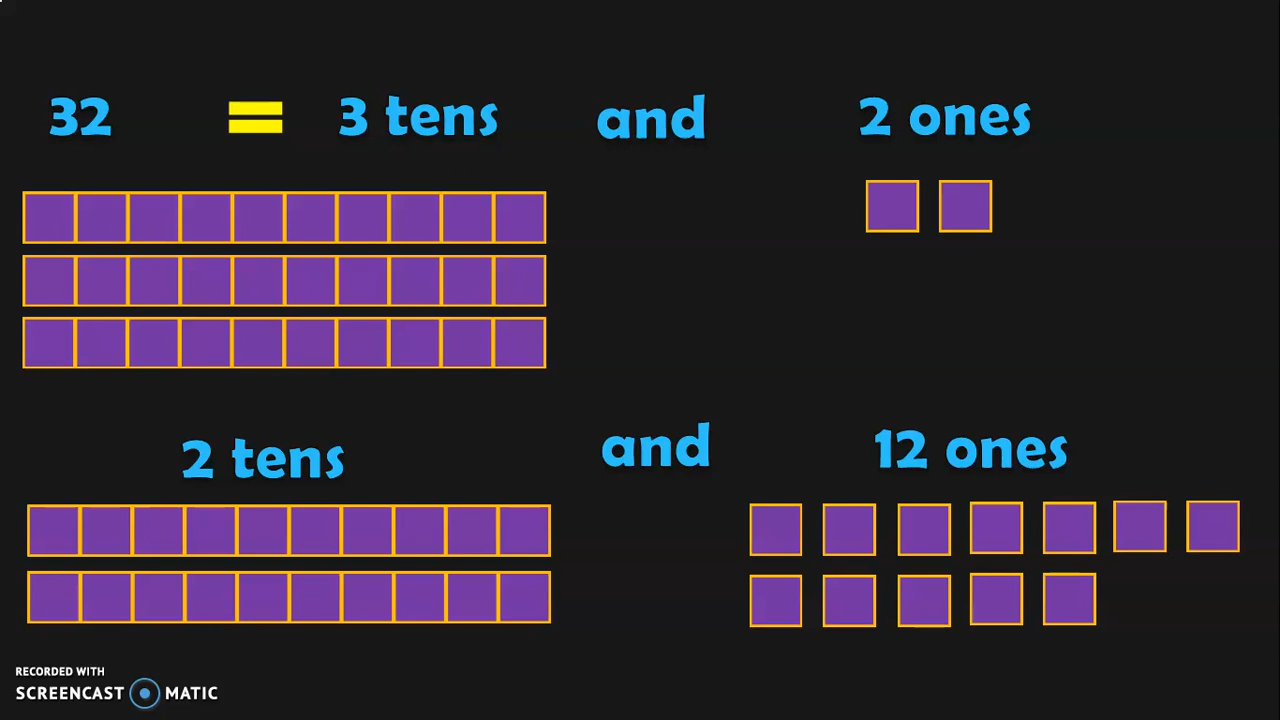 32 = 3 tens and 2 ones
2 tens and 12 ones
RECORDED WITH
SCREENCAST MATIC